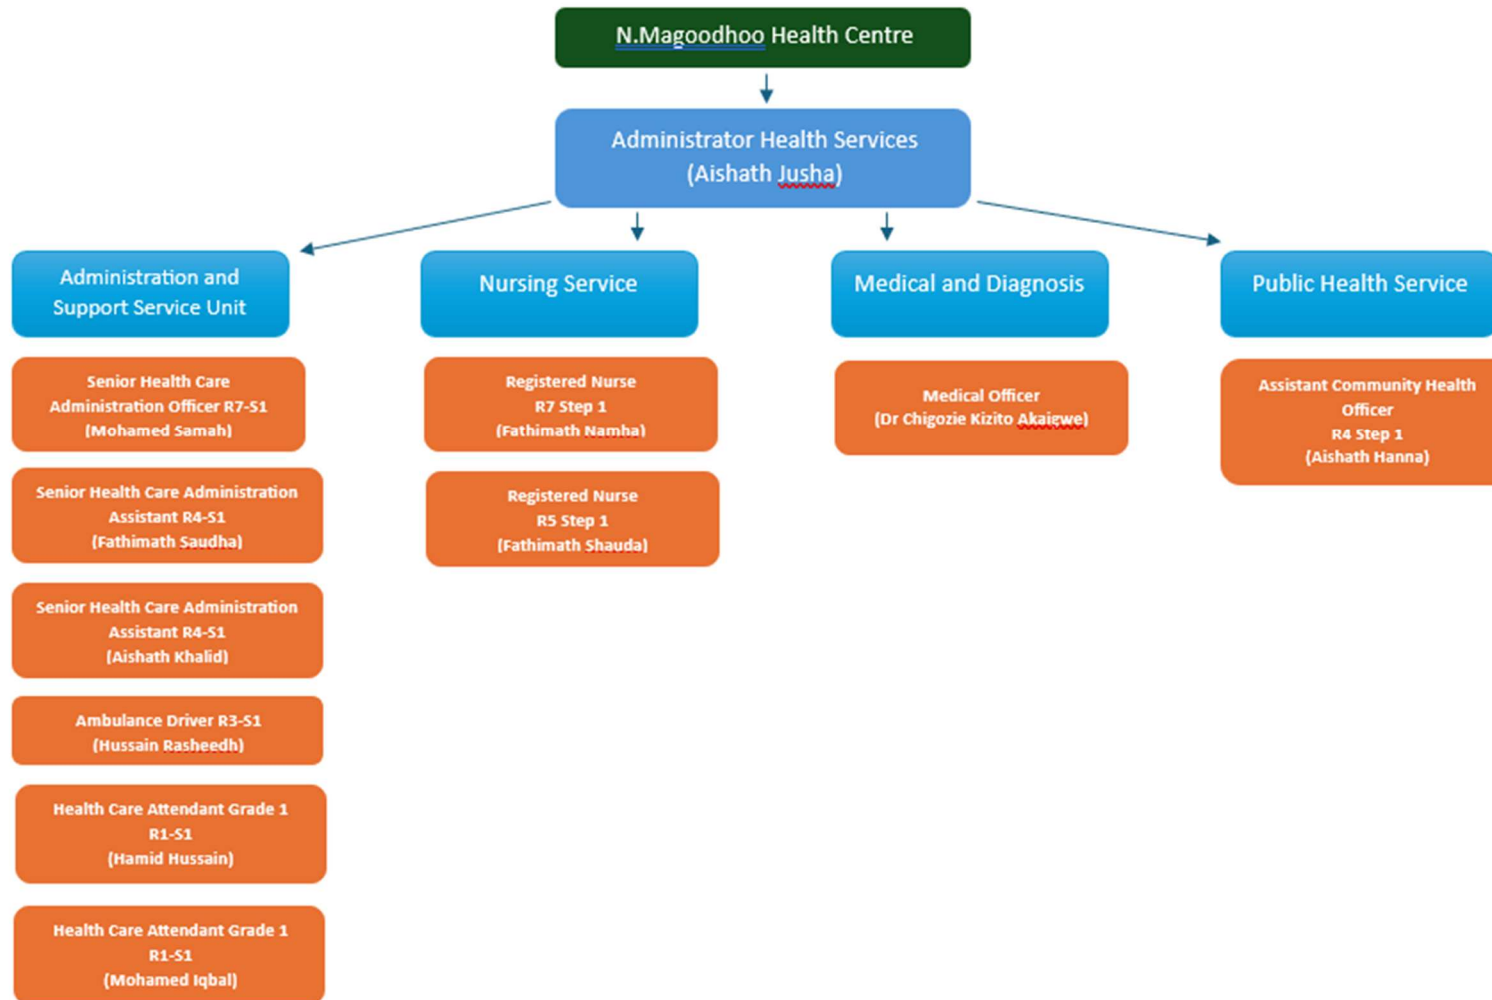 N.Magoodhoo Health Centre
Administrator Health Services
(Aishath Jusha)
Administration and
Support Service Unit
Senior Health Care
Administration Officer R7-S1
(Mohamed Samah)
Senior Health Care Administration
Assistant R4-S1
(Fathimath Saudha)
Senior Health Care Administration
Assistant R4-S1
(Aishath Khalid)
Ambulance Driver R3-S1
(Hussain Rasheedh)
Health Care Attendant Grade 1
R1-S1
(Hamid Hussain)
Health Care Attendant Grade 1
R1-S1
(Mohamed Iqbal)
Nursing Service
Registered Nurse
R7 Step 1
(Fathimath Namha)
Registered Nurse
R5 Step 1
(Fathimath Shauda)
Medical and Diagnosis
Medical Officer
(Dr Chigozie Kizito Akaigwe)
Public Health Service
Assistant Community Health
Officer
R4 Step 1
(Aishath Hanna)